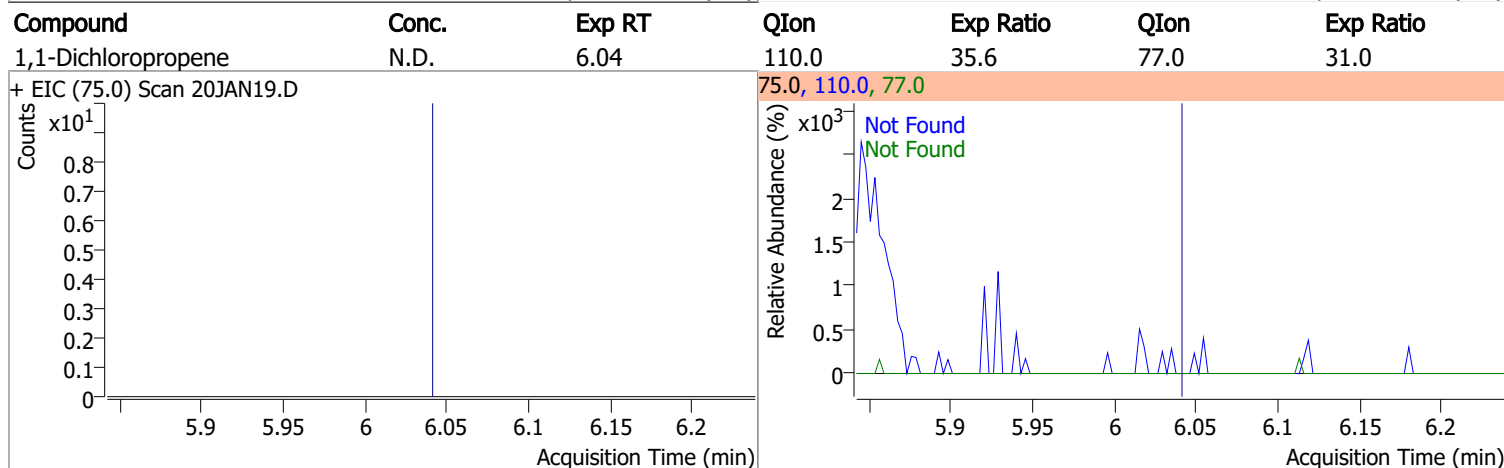 Compound Conc. Exp RT QIon Exp Ratio QIon Exp Ratio
1,1-Dichloropropene N.D. 6.04 110.0 35.6 77.0 31.0
+ EIC (75.0) Scan 20JAN19.D
Counts
x10¹
0.8
0.7
0.6
0.5
0.4
0.3
0.2
0.1
0
5.9 5.95 6 6.05 6.1 6.15 6.2
Acquisition Time (min)
75.0, 110.0, 77.0
Relative Abundance (%)
x10³
Not Found
Not Found
2
1.5
1
0.5
0
5.9 5.95 6 6.05 6.1 6.15 6.2
Acquisition Time (min)